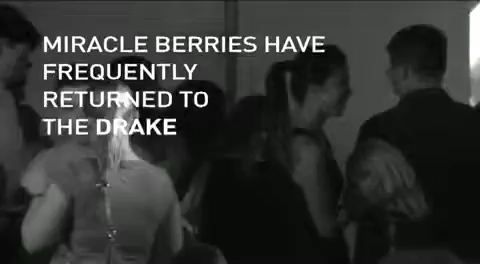 MIRACLE BERRIES HAVE
FREQUENTLY
RETURNED TO
THE DRAKE